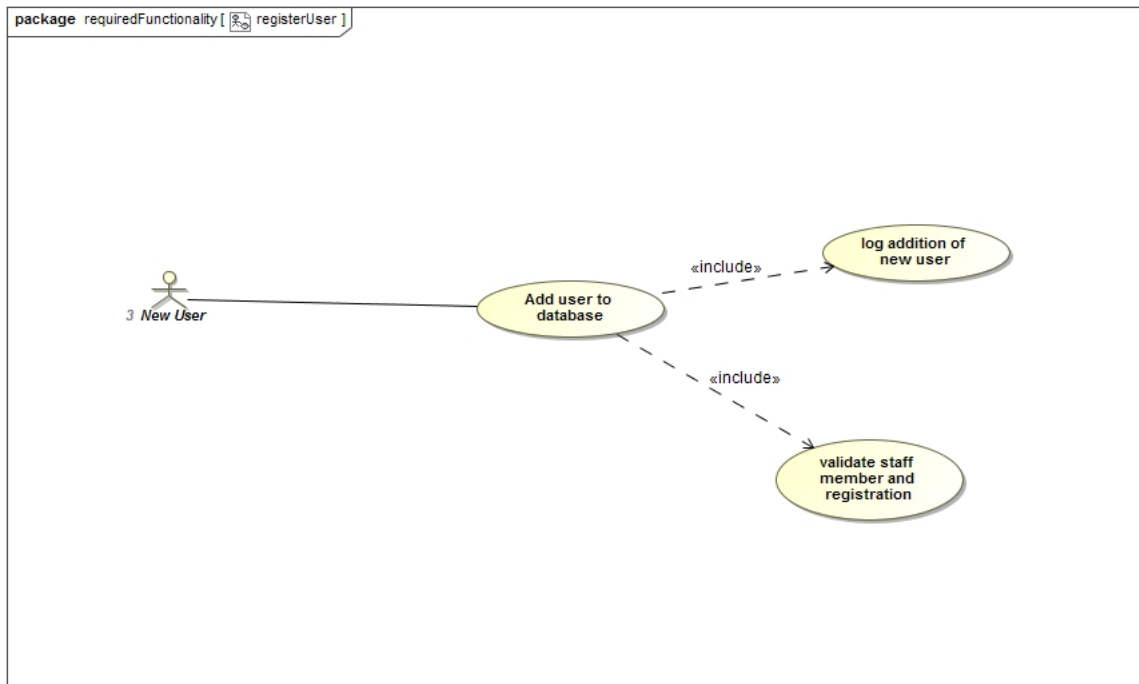 package requiredFunctionality [ registerUser ]
log addition of
new user
«include»
3 New User
Add user to
database
«include»
validate staff
member and
registration